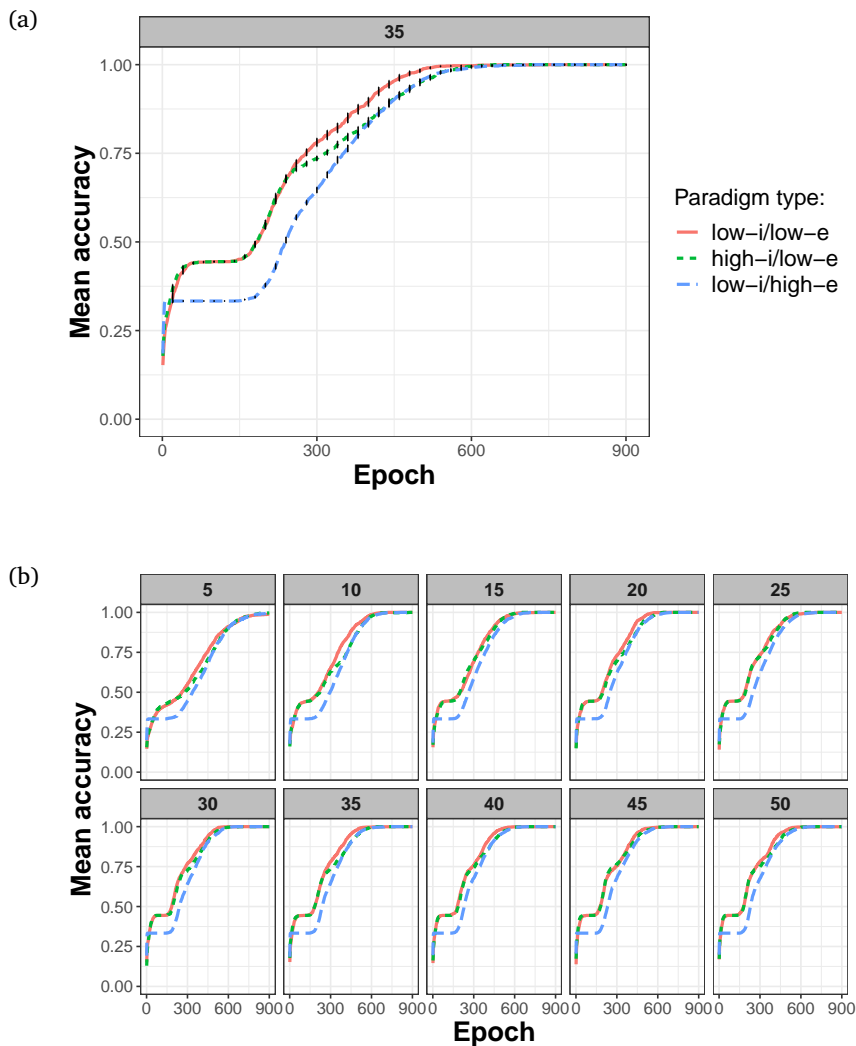 (a)
35
1.00
0.75
0.50
0.25
0.00
Mean accuracy
0 300 600 900
Epoch
Paradigm type:
low−i/low−e
high−i/low−e
low−i/high−e
(b)
5 10 15 20 25
1.00
0.75
0.50
0.25
0.00
30 35 40 45 50
1.00
0.75
0.50
0.25
0.00
Mean accuracy
0 300 600 900 0 300 600 900 0 300 600 900 0 300 600 900 0 300 600 900
Epoch